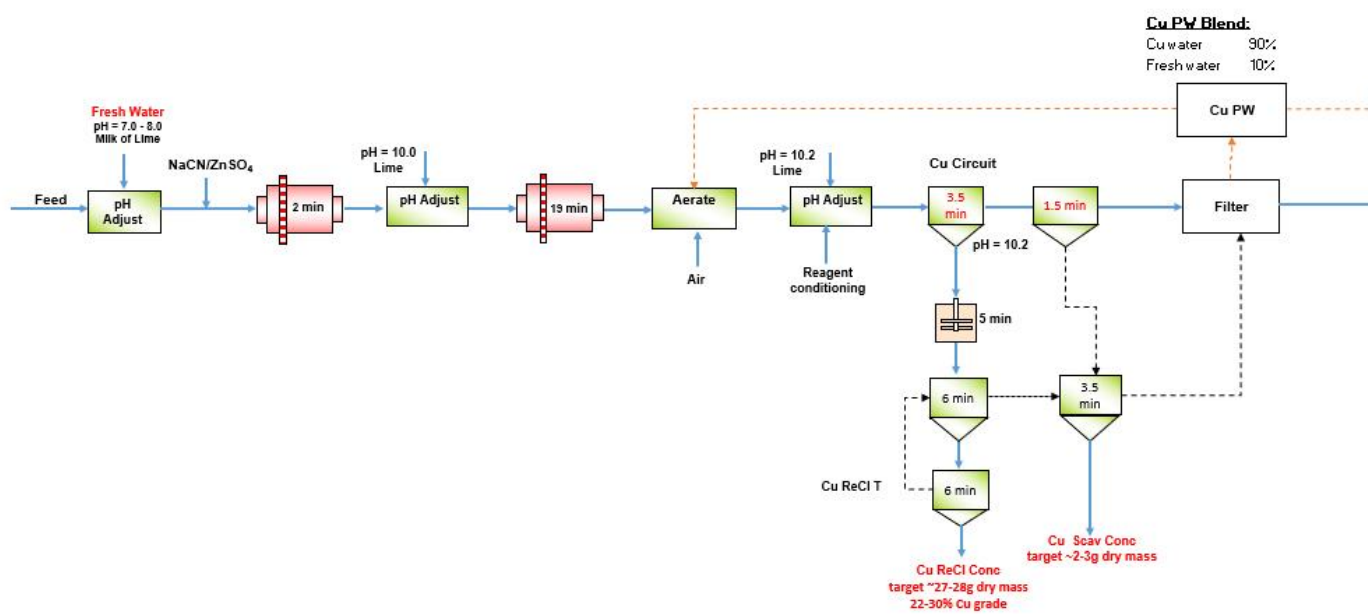 Cu PW Blend:
Cu water 90%
Fresh water 10%
Cu PW
Fresh Water
pH = 7.0 - 8.0
Milk of Lime
NaCN/ZnSO₄
pH = 10.0
Lime
pH = 10.2
Lime
Cu Circuit
Feed
pH
Adjust
2 min
pH Adjust
19 min
Aerate
pH Adjust
3.5
min
1.5 min
Filter
pH = 10.2
Air
Reagent
conditioning
5 min
6 min
3.5
min
Cu ReCl T
6 min
Cu Scav Conc
target ~2-3g dry mass
Cu ReCl Conc
target ~27-28g dry mass
22-30% Cu grade